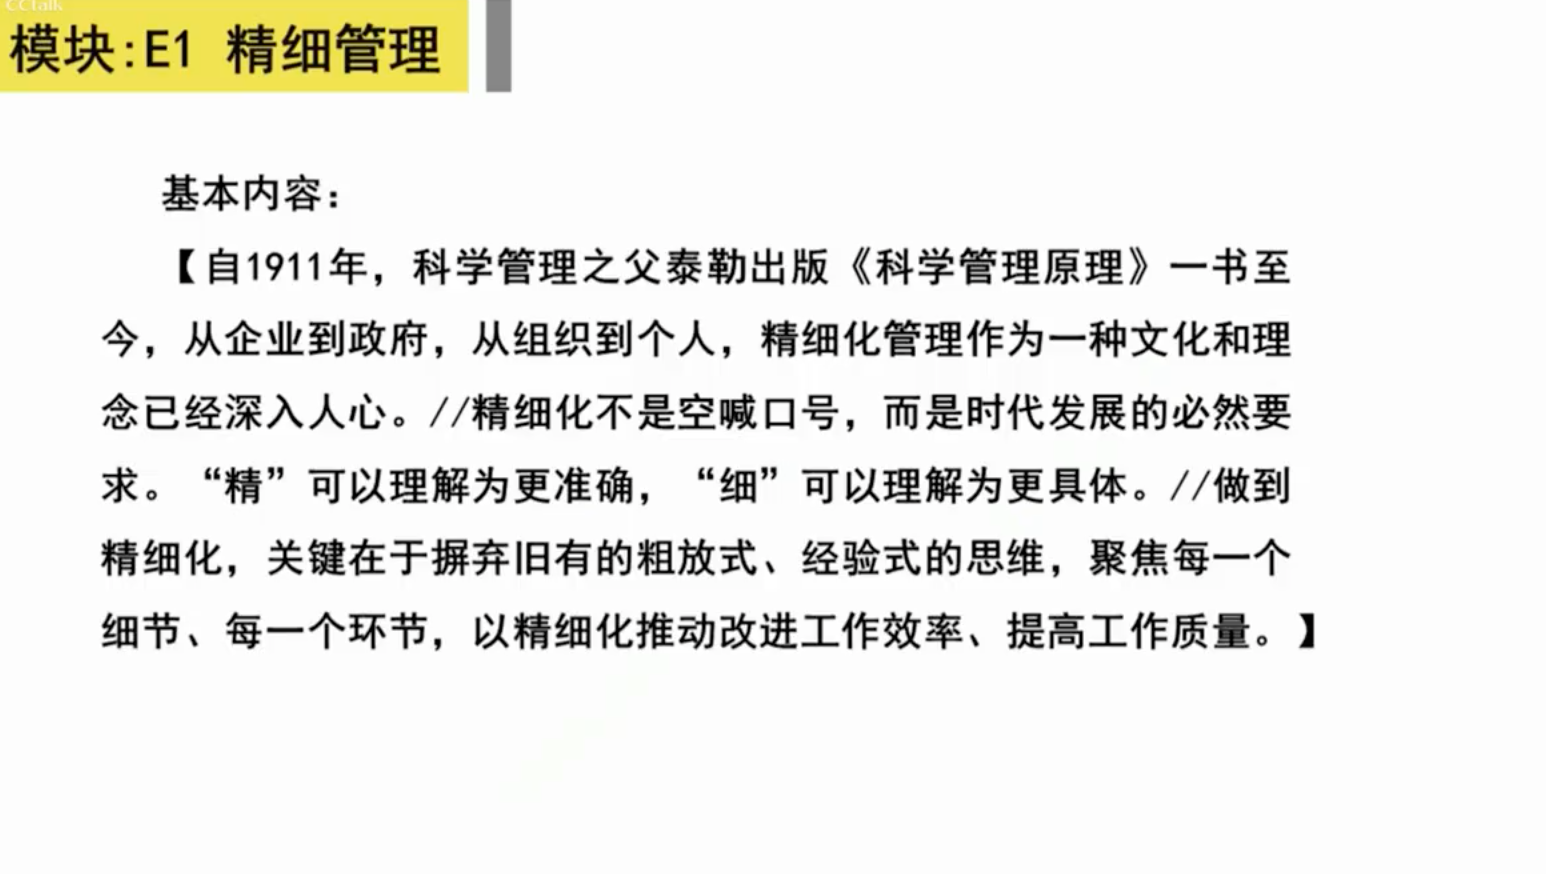 CCtalk
模块:E1 精细管理
基本内容：
【自1911年，科学管理之父泰勒出版《科学管理原理》一书至
今，从企业到政府，从组织到个人，精细化管理作为一种文化和理
念已经深入人心。//精细化不是空喊口号，而是时代发展的必然要
求。“精”可以理解为更准确，“细”可以理解为更具体。//做到
精细化，关键在于摒弃旧有的粗放式、经验式的思维，聚焦每一个
细节、每一个环节，以精细化推动改进工作效率、提高工作质量。】